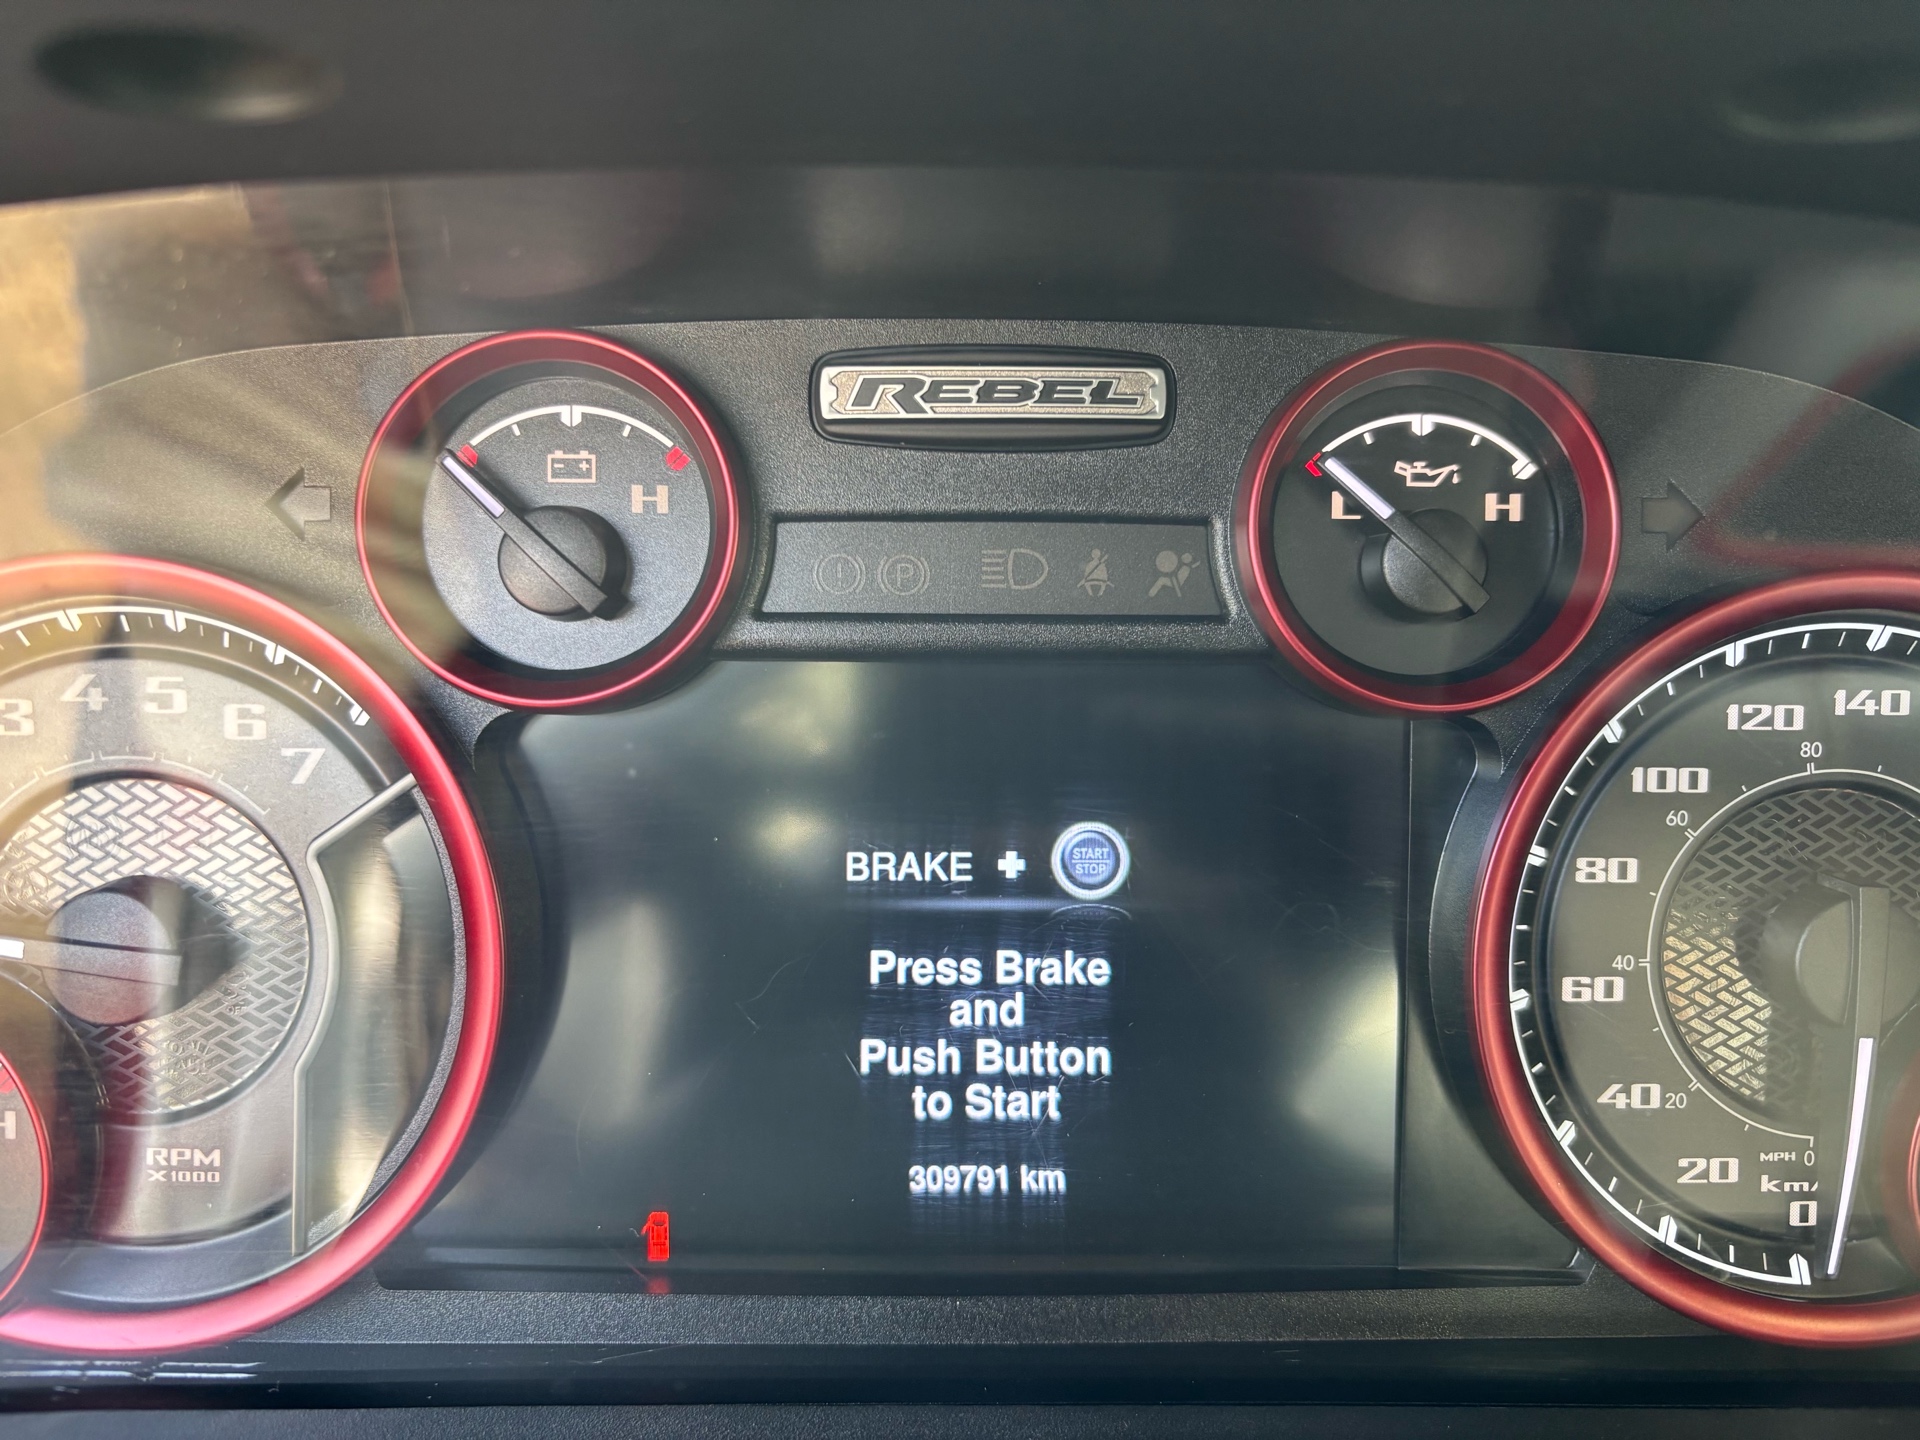 REBEL
H
L
H
3
4
5
6
7
RPM
X1000
H
BRAKE +
START
STOP
Press Brake
and
Push Button
to Start
309791 km
140
120
100
80
60
40
20
0
80
60
40
20
MPH 0
km/
P